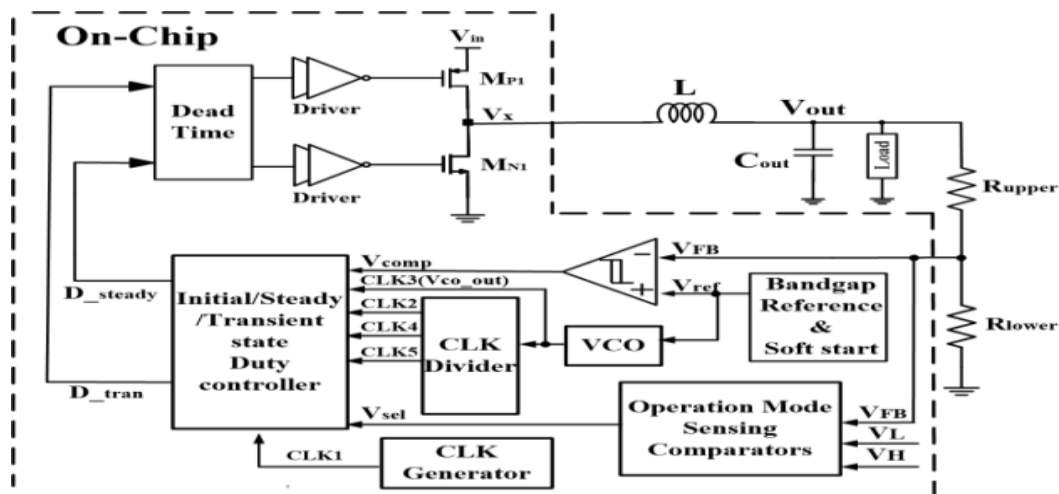 On-Chip
Vin
Dead
Time
Driver
MP1
Vx
L
Vout
Cout
Load
Rupper
Driver
MN1
Vcomp
CLK3(Vco_out)
CLK2
CLK4
CLK5
D_steady
Initial/Steady
/Transient
state
Duty
controller
D_tran
−
+
VFB
Vref
Bandgap
Reference
&
Soft start
Rlower
CLK
Divider
VCO
Vsel
Operation Mode
Sensing
Comparators
VFB
VL
VH
CLK1
CLK
Generator